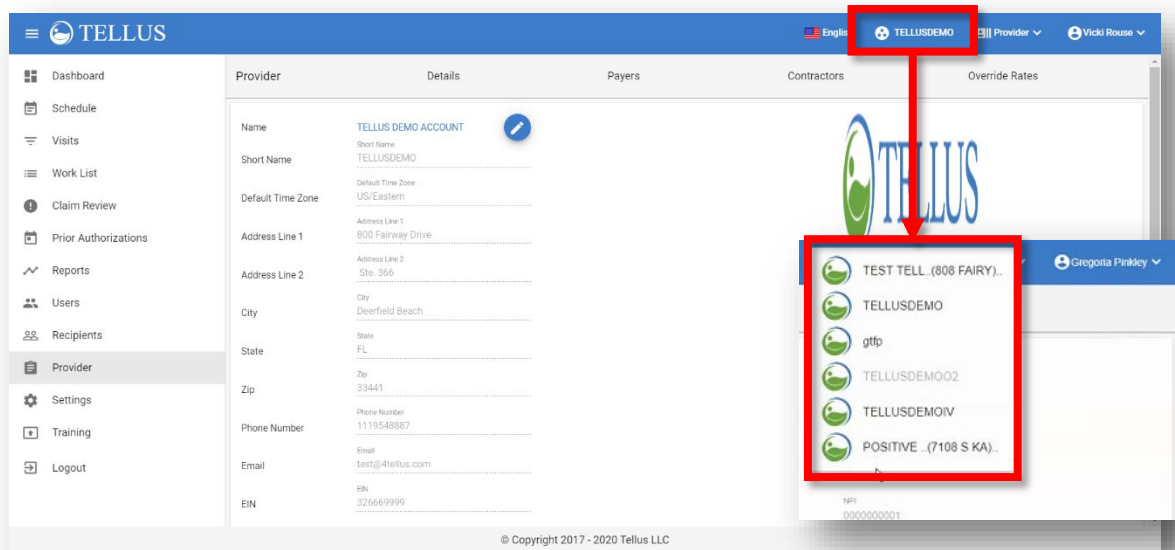 TELLUS
Englis
TELLUSDEMO
Provider
Vicki Rouse
Dashboard
Schedule
Visits
Work List
Claim Review
Prior Authorizations
Reports
Users
Recipients
Provider
Settings
Training
Logout
Provider Details Payers Contractors Override Rates
Name TELLUS DEMO ACCOUNT
Short Name
Short Name TELLUSDEMO
Default Time Zone
Default Time Zone US/Eastern
Address Line 1
Address Line 1 800 Fairway Drive
Address Line 2
Address Line 2 Ste. 366
City
City Deerfield Beach
State
State FL
Zip
Zip 33441
Phone Number
Phone Number 1119548887
Email
Email test@4tellus.com
EIN
EIN 326669999
TELLUS
Gregoria Pinkley
TEST TELL..(808 FAIRY)..
TELLUSDEMO
gtfp
TELLUSDEMOO2
TELLUSDEMOIV
POSITIVE ..(7108 S KA)..
NPI
0000000001
© Copyright 2017 - 2020 Tellus LLC